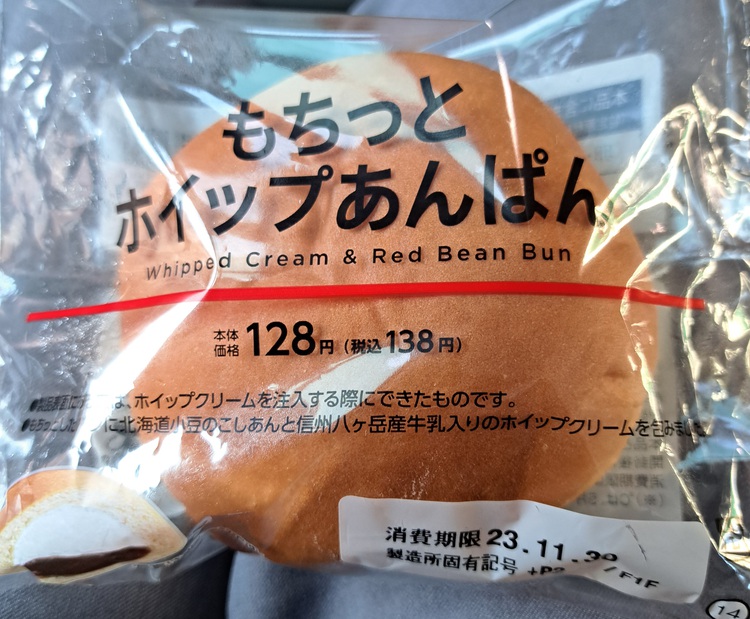 もちっと
ホイップあんぱん
Whipped Cream & Red Bean Bun
本体
価格 128円 (税込138円)
は、ホイップクリームを注入する際にできたものです。
に北海道小豆のこしあんと信州八ヶ岳産牛乳入りのホイップクリームを包みました
消費期限 23.11.30
製造所固有記号 / F1F
14